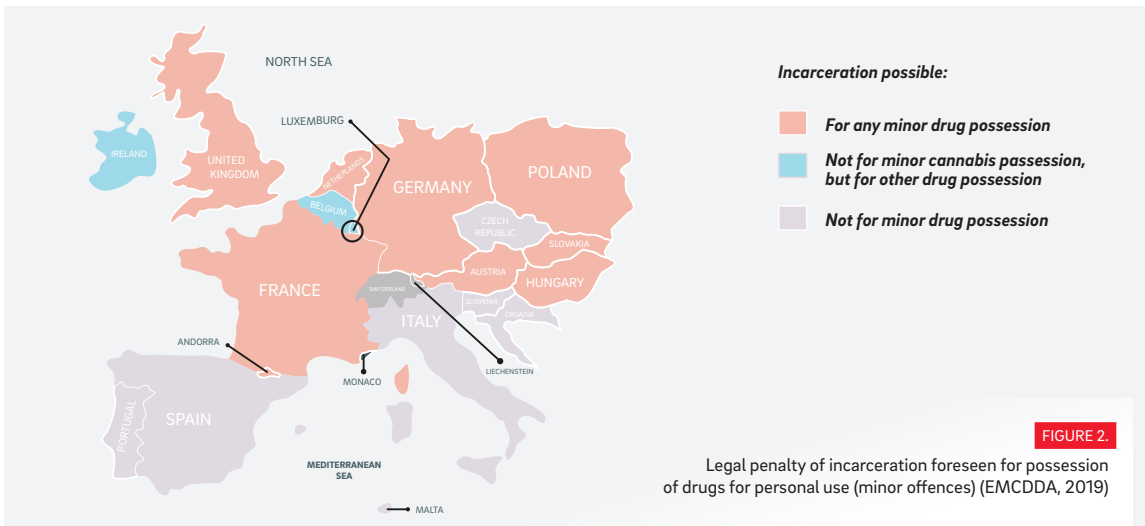 NORTH SEA
LUXEMBURG
IRELAND
UNITED
KINGDOM
NETHERLANDS
BELGIUM
GERMANY
POLAND
CZECH
REPUBLIC
SLOVAKIA
AUSTRIA
HUNGARY
FRANCE
SWITZERLAND
SLOVENIA
CROATIA
ITALY
ANDORRA
MONACO
LIECHENSTEIN
PORTUGAL
SPAIN
MEDITERRANEAN
SEA
MALTA
Incarceration possible:
For any minor drug possession
Not for minor cannabis passession,
but for other drug possession
Not for minor drug possession
FIGURE 2.
Legal penalty of incarceration foreseen for possession
of drugs for personal use (minor offences) (EMCDDA, 2019)